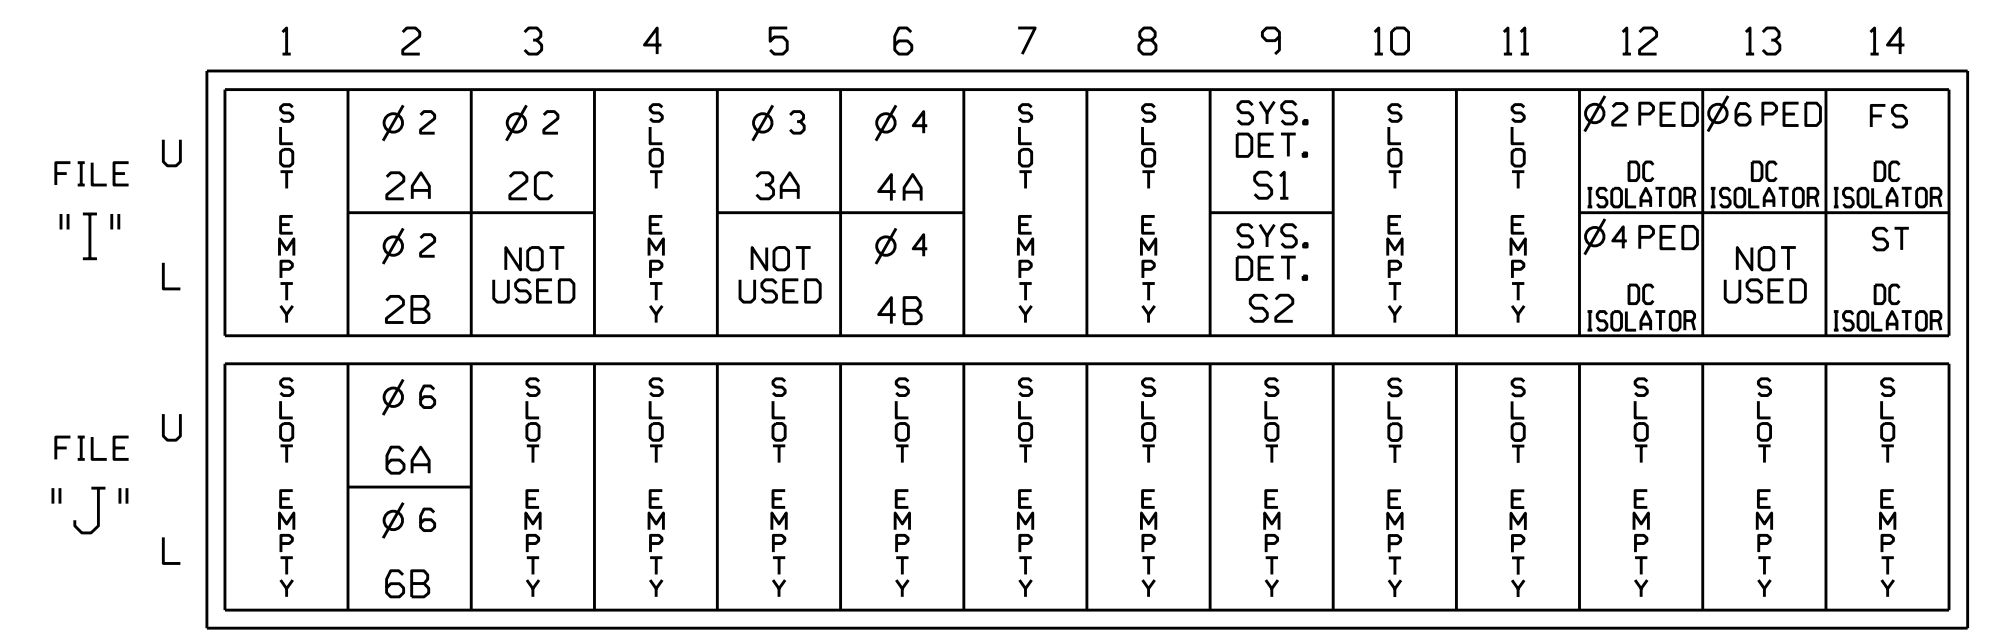 1 2 3 4 5 6 7 8 9 10 11 12 13 14
FILE "I"
U
SLOT EMPTY
Ø 2 2A
Ø 2 2C
SLOT EMPTY
Ø 3 3A
Ø 4 4A
SLOT EMPTY
SLOT EMPTY
SYS. DET. S1
SLOT EMPTY
SLOT EMPTY
Ø2 PED DC ISOLATOR
Ø6 PED DC ISOLATOR
FS DC ISOLATOR
L
Ø 2 2B
NOT USED
NOT USED
Ø 4 4B
SYS. DET. S2
Ø4 PED DC ISOLATOR
NOT USED
ST DC ISOLATOR
FILE "J"
U
SLOT EMPTY
Ø 6 6A
SLOT EMPTY
SLOT EMPTY
SLOT EMPTY
SLOT EMPTY
SLOT EMPTY
SLOT EMPTY
SLOT EMPTY
SLOT EMPTY
SLOT EMPTY
SLOT EMPTY
SLOT EMPTY
SLOT EMPTY
L
Ø 6 6B